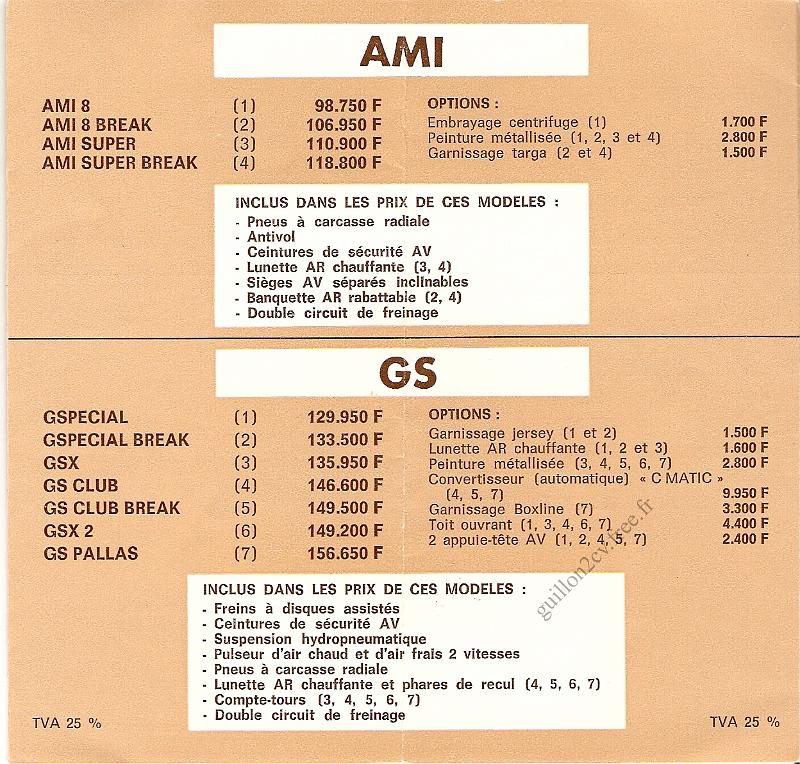 AMI
AMI 8 (1) 98.750 F
AMI 8 BREAK (2) 106.950 F
AMI SUPER (3) 110.900 F
AMI SUPER BREAK (4) 118.800 F
OPTIONS :
Embrayage centrifuge (1) 1.700 F
Peinture métallisée (1, 2, 3 et 4) 2.800 F
Garnissage targa (2 et 4) 1.500 F
INCLUS DANS LES PRIX DE CES MODELES :
- Pneus à carcasse radiale
- Antivol
- Ceintures de sécurité AV
- Lunette AR chauffante (3, 4)
- Sièges AV séparés inclinables
- Banquette AR rabattable (2, 4)
- Double circuit de freinage
GS
GSPECIAL (1) 129.950 F
GSPECIAL BREAK (2) 133.500 F
GSX (3) 135.950 F
GS CLUB (4) 146.600 F
GS CLUB BREAK (5) 149.500 F
GSX 2 (6) 149.200 F
GS PALLAS (7) 156.650 F
OPTIONS :
Garnissage jersey (1 et 2) 1.500 F
Lunette AR chauffante (1, 2 et 3) 1.600 F
Peinture métallisée (3, 4, 5, 6, 7) 2.800 F
Convertisseur (automatique) « C MATIC »
(4, 5, 7) 9.950 F
Garnissage Boxline (7) 3.300 F
Toit ouvrant (1, 3, 4, 6, 7) 4.400 F
2 appuie-tête AV (1, 2, 4, 5, 7) 2.400 F
guillon2cv.free.fr
INCLUS DANS LES PRIX DE CES MODELES :
- Freins à disques assistés
- Ceintures de sécurité AV
- Suspension hydropneumatique
- Pulseur d'air chaud et d'air frais 2 vitesses
- Pneus à carcasse radiale
- Lunette AR chauffante et phares de recul (4, 5, 6, 7)
- Compte-tours (3, 4, 5, 6, 7)
- Double circuit de freinage
TVA 25 %
TVA 25 %